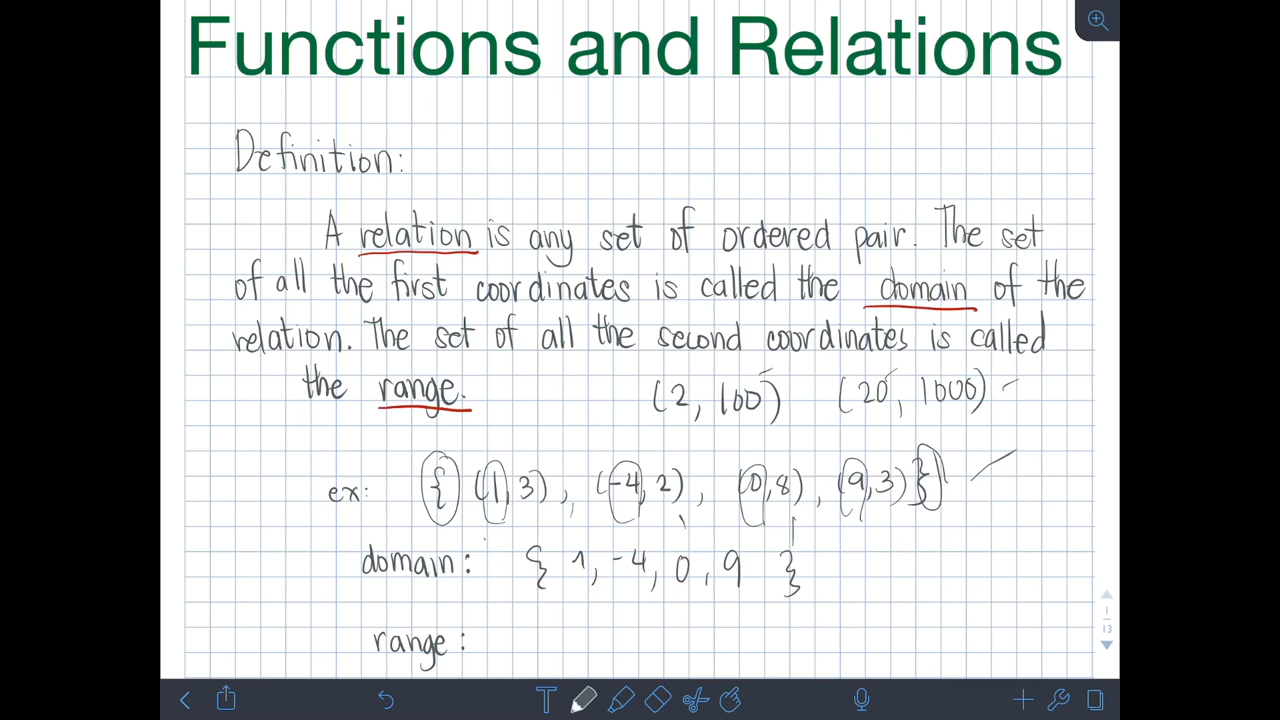 Functions and Relations
Definition:
A relation is any set of ordered pair. The set
of all the first coordinates is called the domain of the
relation. The set of all the second coordinates is called
the range. (2, 100) (20, 1000)
ex: { (1,3), (-4,2), (0,8), (9,3) }
domain: { 1, -4, 0, 9 }
range:
1
13
T